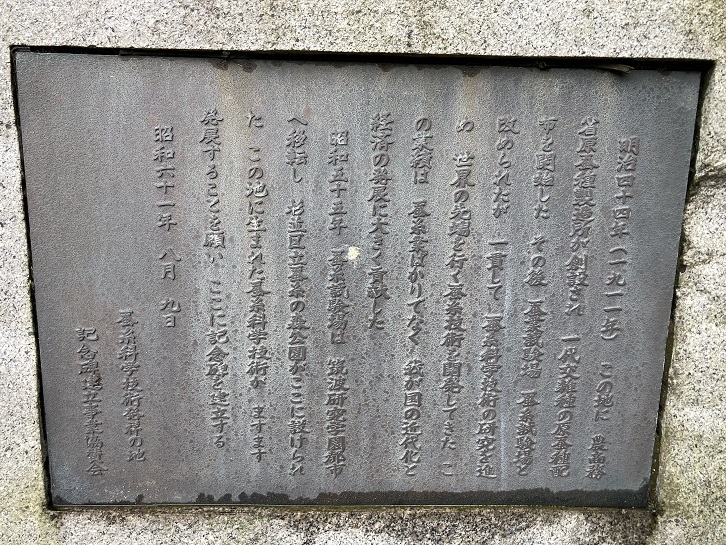 明治四十四年(一九一一年) この地に 農商務
省原蚕種製造所が創設され 一代交雑種の原蚕種配
布を開始した その後 蚕業試験場 蚕糸試験場と
改められたが 一貫して 蚕糸科学技術の研究を進
め 世界の先端を行く蚕糸技術を開発してきた こ
の業績は 蚕糸業ばかりでなく 我が国の近代化と
経済の発展に大きく貢献した
昭和五十五年 蚕糸試験場は 筑波研究学園都市
へ移転し 杉並区立蚕糸の森公園がここに設けられ
た この地に生まれた蚕糸科学技術が ますます
発展することを願い ここに記念碑を建立する
昭和六十一年 八月 九日
蚕糸科学技術発祥の地
記念碑建立事業協賛会